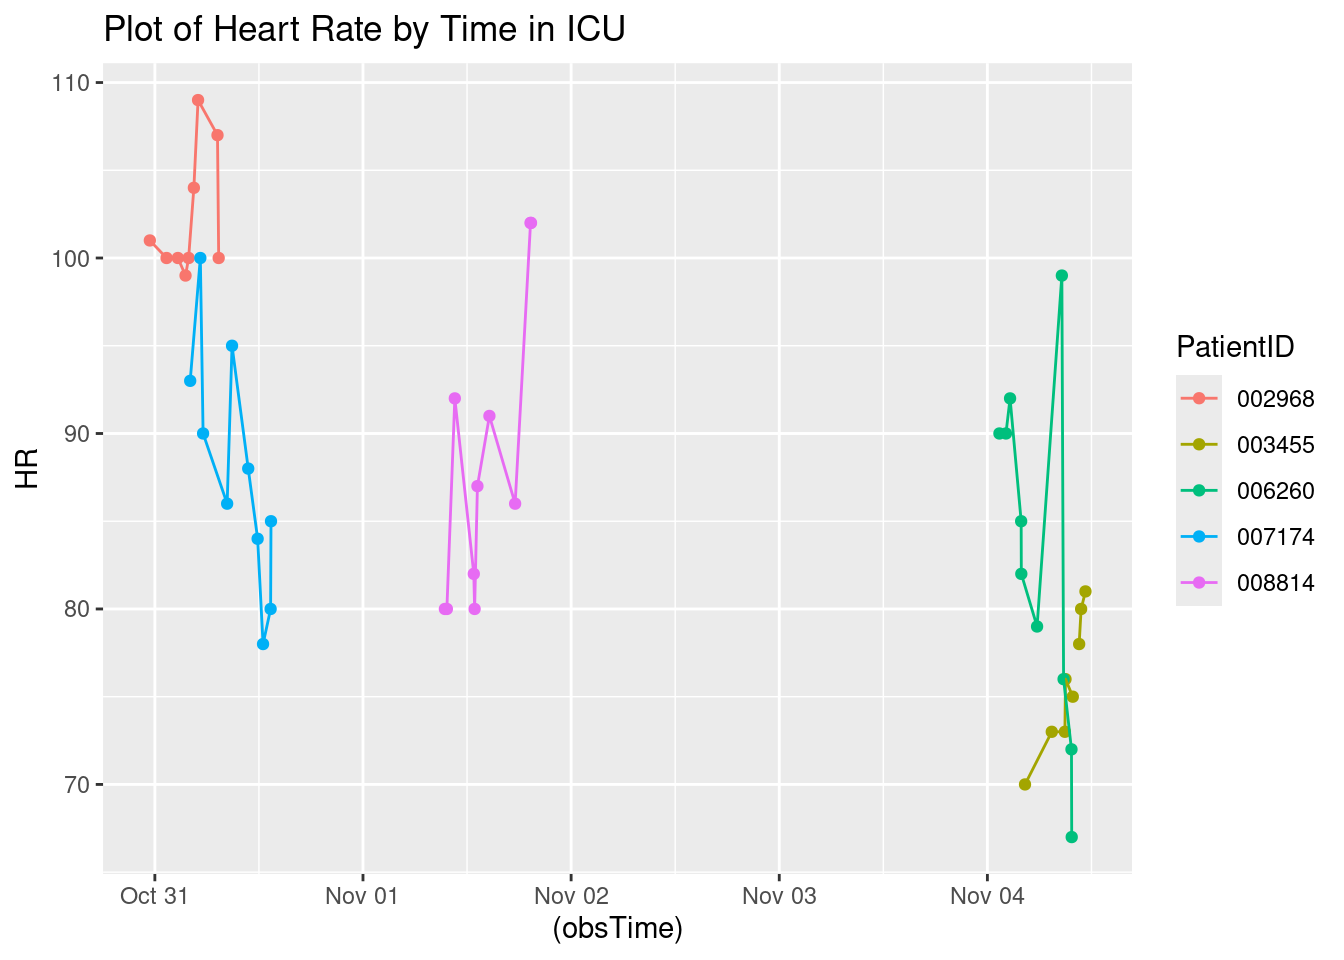 Plot of Heart Rate by Time in ICU
110
100
90
80
70
HR
Oct 31
Nov 01
Nov 02
Nov 03
Nov 04
(obsTime)
PatientID
002968
003455
006260
007174
008814